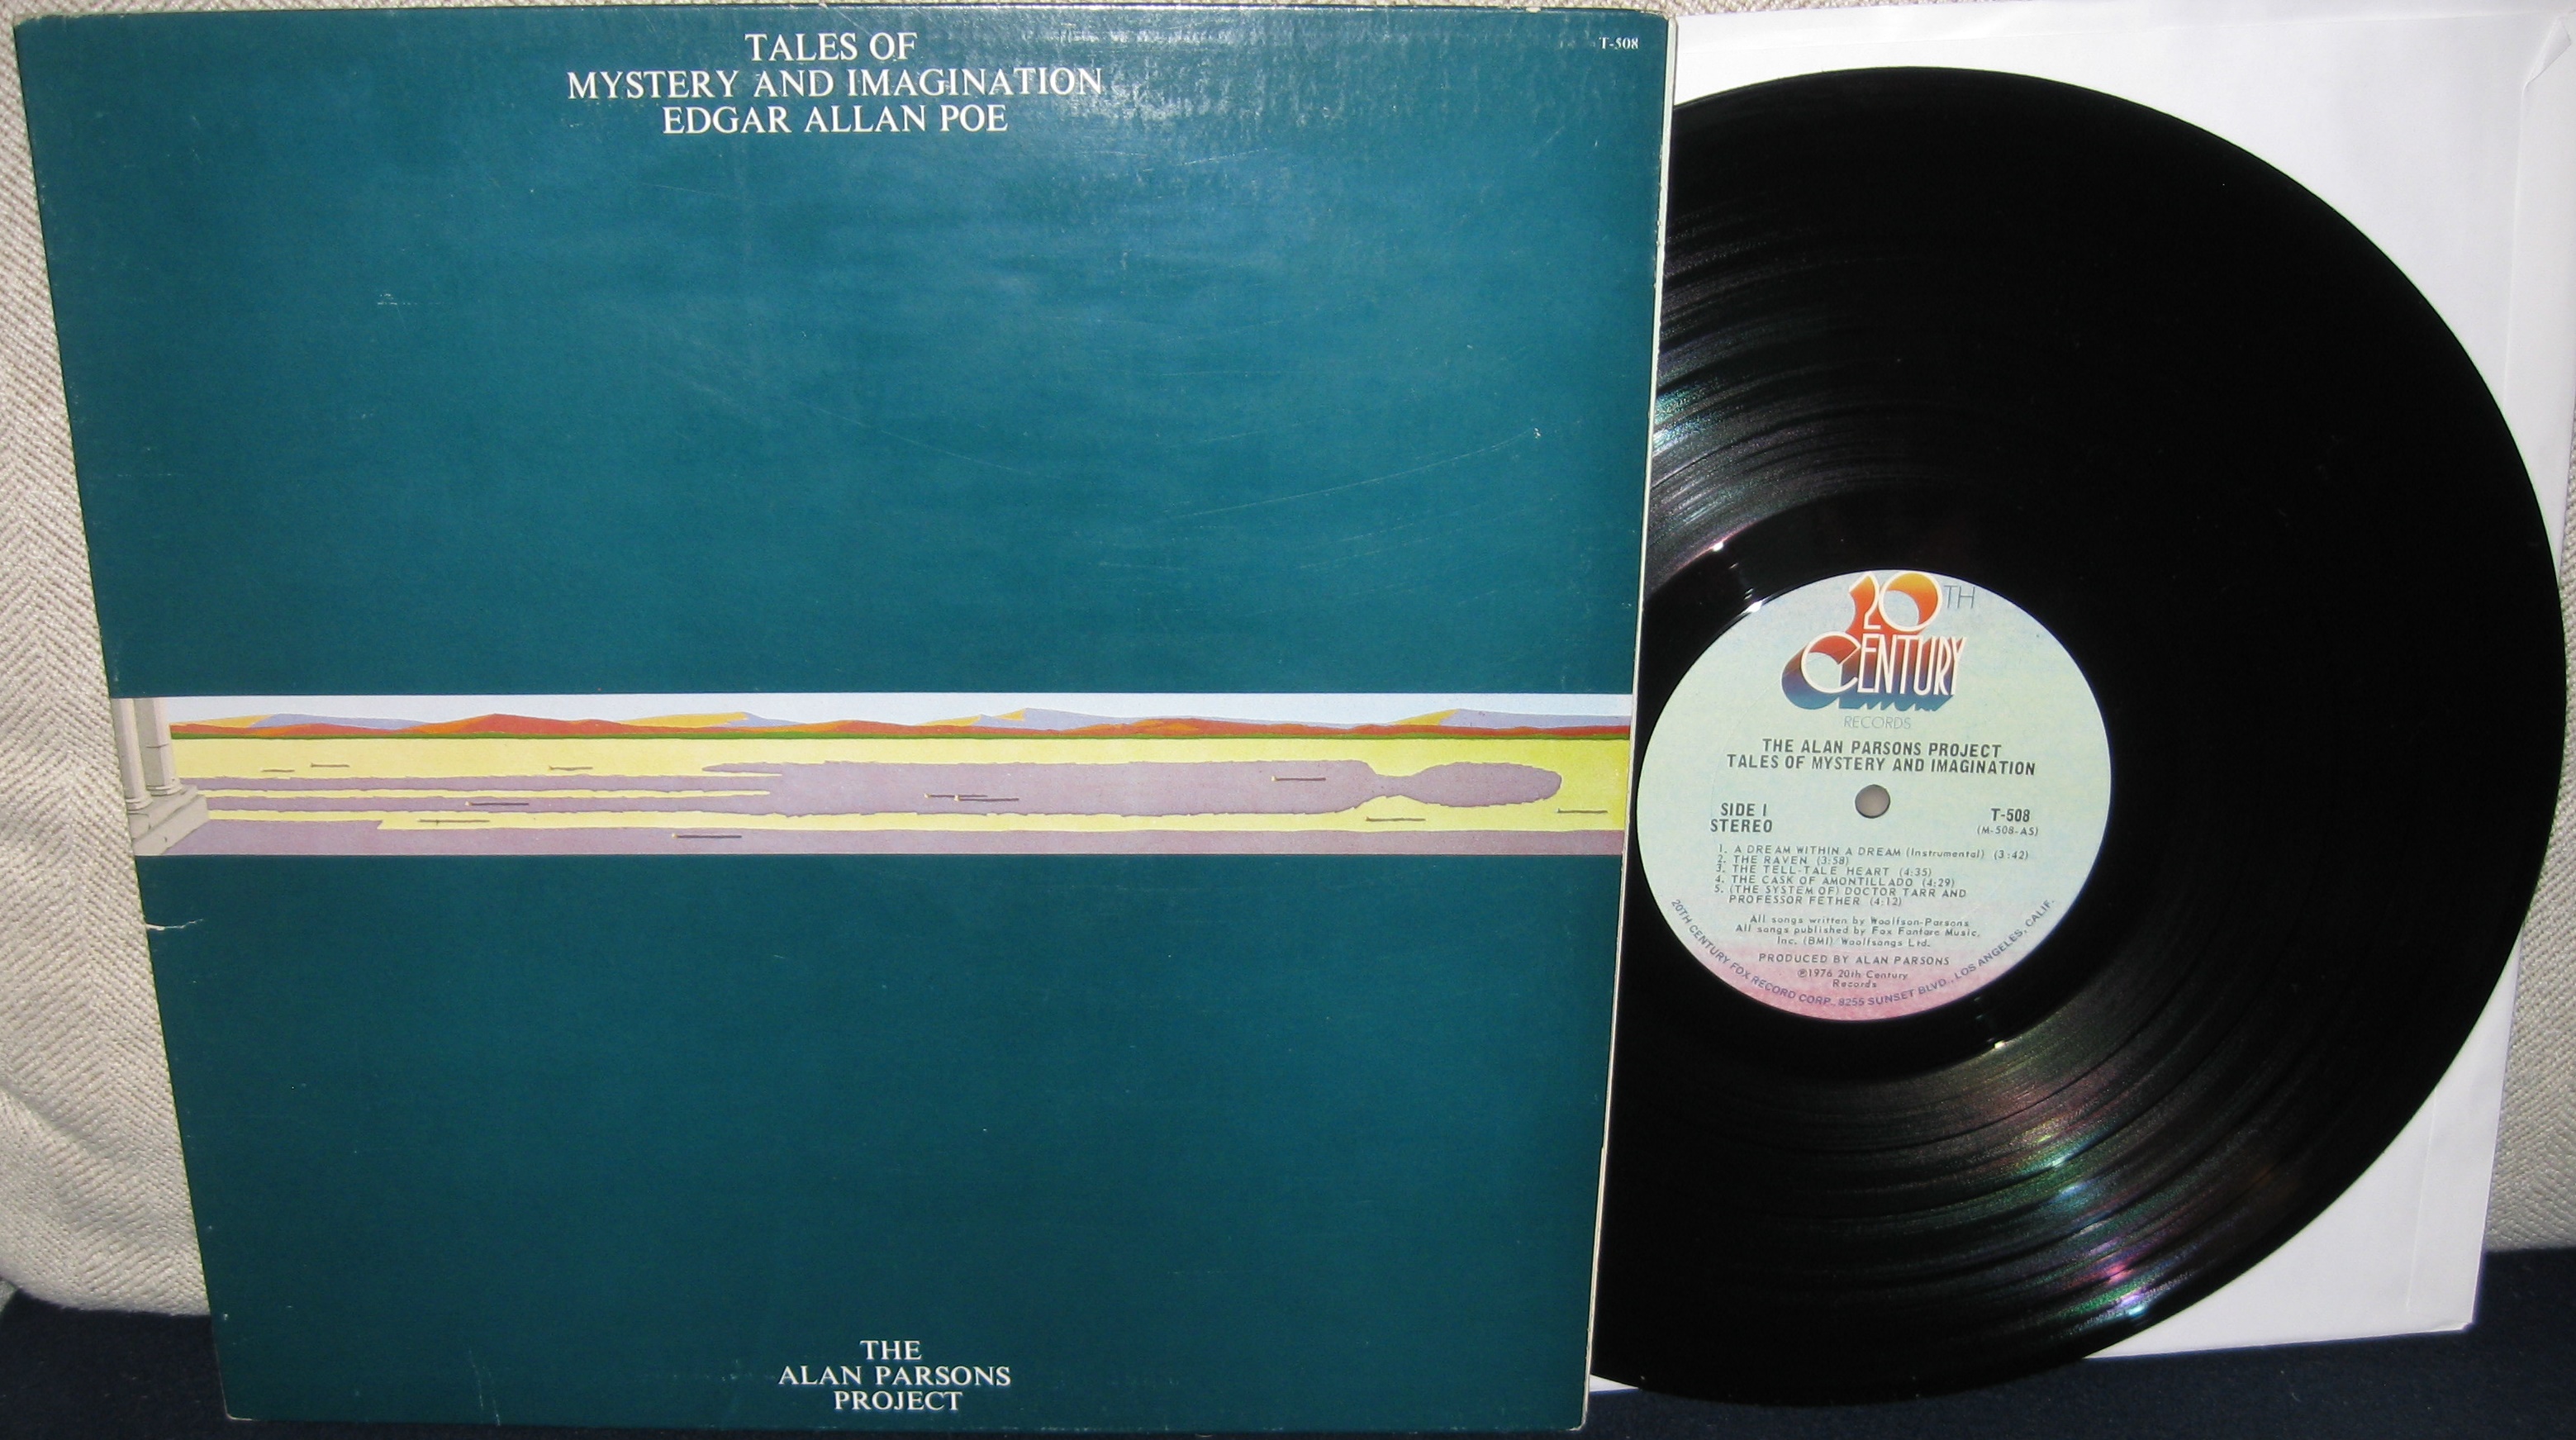 TALES OF
MYSTERY AND IMAGINATION
EDGAR ALLAN POE
T-508
THE
ALAN PARSONS
PROJECT
20TH
CENTURY
RECORDS
THE ALAN PARSONS PROJECT
TALES OF MYSTERY AND IMAGINATION
SIDE I
STEREO
T-508
(M-508-AS)
1. A DREAM WITHIN A DREAM (Instrumental) (3:42)
2. THE RAVEN (3:58)
3. THE TELL-TALE HEART (4:35)
4. THE CASK OF AMONTILLADO (4:29)
5. (THE SYSTEM OF) DOCTOR TARR AND
PROFESSOR FETHER (4:12)
All songs written by Woolfson-Parsons
All songs published by Fox Fanfare Music,
Inc. (BMI) Woolfsongs Ltd.
PRODUCED BY ALAN PARSONS
℗1976 20th Century
Records
20TH CENTURY FOX RECORD CORP., 8255 SUNSET BLVD., LOS ANGELES, CALIF.